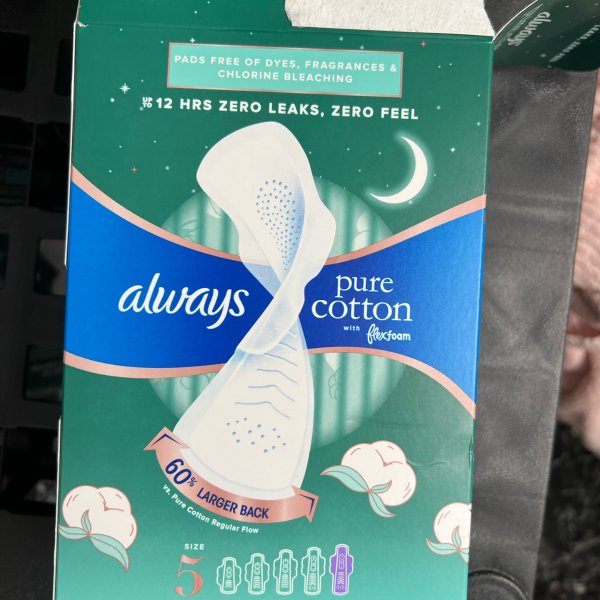 always
PADS FREE OF DYES, FRAGRANCES &
CHLORINE BLEACHING
UP TO 12 HRS ZERO LEAKS, ZERO FEEL
always
pure
cotton
with flexfoam
60% LARGER BACK
vs. Pure Cotton Regular Flow
SIZE
5